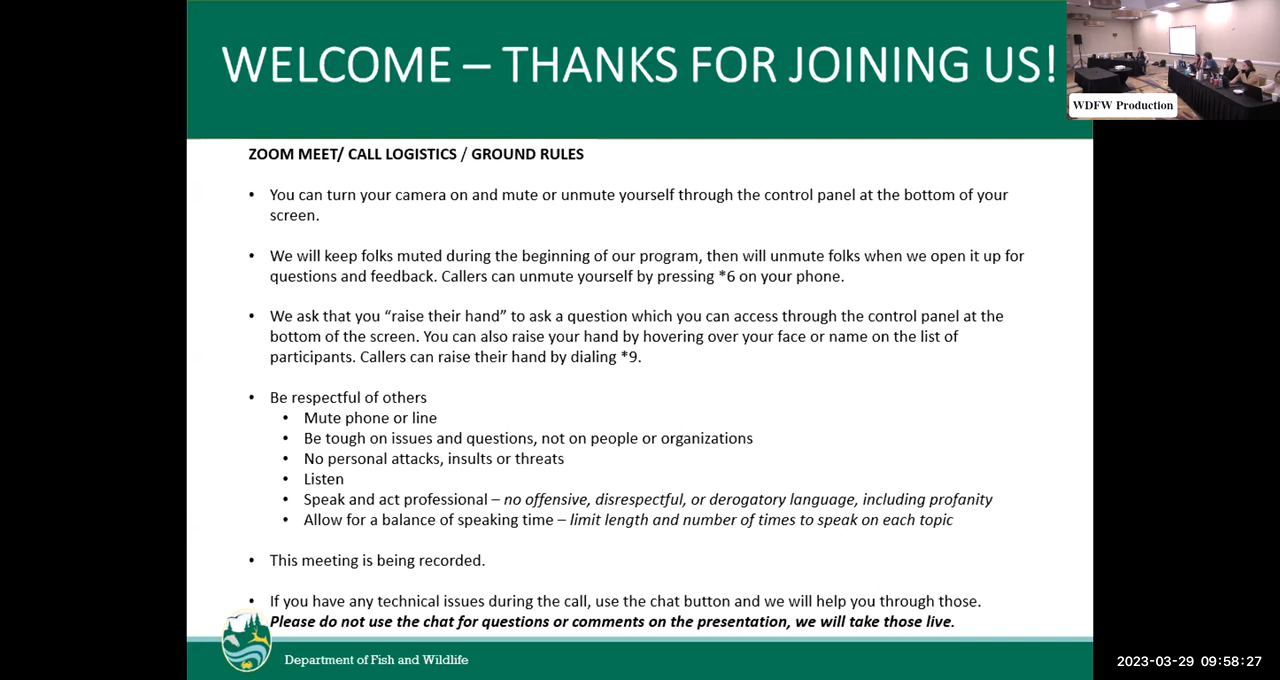 WELCOME – THANKS FOR JOINING US!
WDFW Production
ZOOM MEET/ CALL LOGISTICS / GROUND RULES
• You can turn your camera on and mute or unmute yourself through the control panel at the bottom of your
screen.
• We will keep folks muted during the beginning of our program, then will unmute folks when we open it up for
questions and feedback. Callers can unmute yourself by pressing *6 on your phone.
• We ask that you “raise their hand” to ask a question which you can access through the control panel at the
bottom of the screen. You can also raise your hand by hovering over your face or name on the list of
participants. Callers can raise their hand by dialing *9.
• Be respectful of others
• Mute phone or line
• Be tough on issues and questions, not on people or organizations
• No personal attacks, insults or threats
• Listen
• Speak and act professional – no offensive, disrespectful, or derogatory language, including profanity
• Allow for a balance of speaking time – limit length and number of times to speak on each topic
• This meeting is being recorded.
• If you have any technical issues during the call, use the chat button and we will help you through those.
Please do not use the chat for questions or comments on the presentation, we will take those live.
Department of Fish and Wildlife
2023-03-29 09:58:27